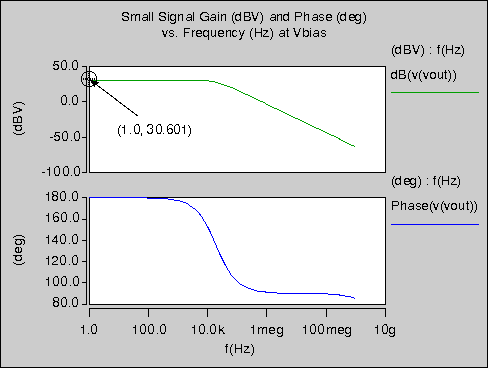 Small Signal Gain (dBV) and Phase (deg)
vs. Frequency (Hz) at Vbias
(dBV) : f(Hz)
dB(v(vout))
(dBV)
50.0
0.0
-50.0
-100.0
(1.0, 30.601)
(deg) : f(Hz)
Phase(v(vout))
(deg)
180.0
160.0
140.0
120.0
100.0
80.0
1.0 100.0 10.0k 1meg 100meg 10g
f(Hz)